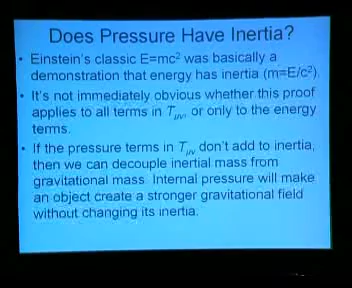 Does Pressure Have Inertia?
• Einstein's classic E=mc² was basically a
demonstration that energy has inertia (m=E/c²).
• It's not immediately obvious whether this proof
applies to all terms in Tμν, or only to the energy
terms.
• If the pressure terms in Tμν don't add to inertia,
then we can decouple inertial mass from
gravitational mass. Internal pressure will make
an object create a stronger gravitational field
without changing its inertia.